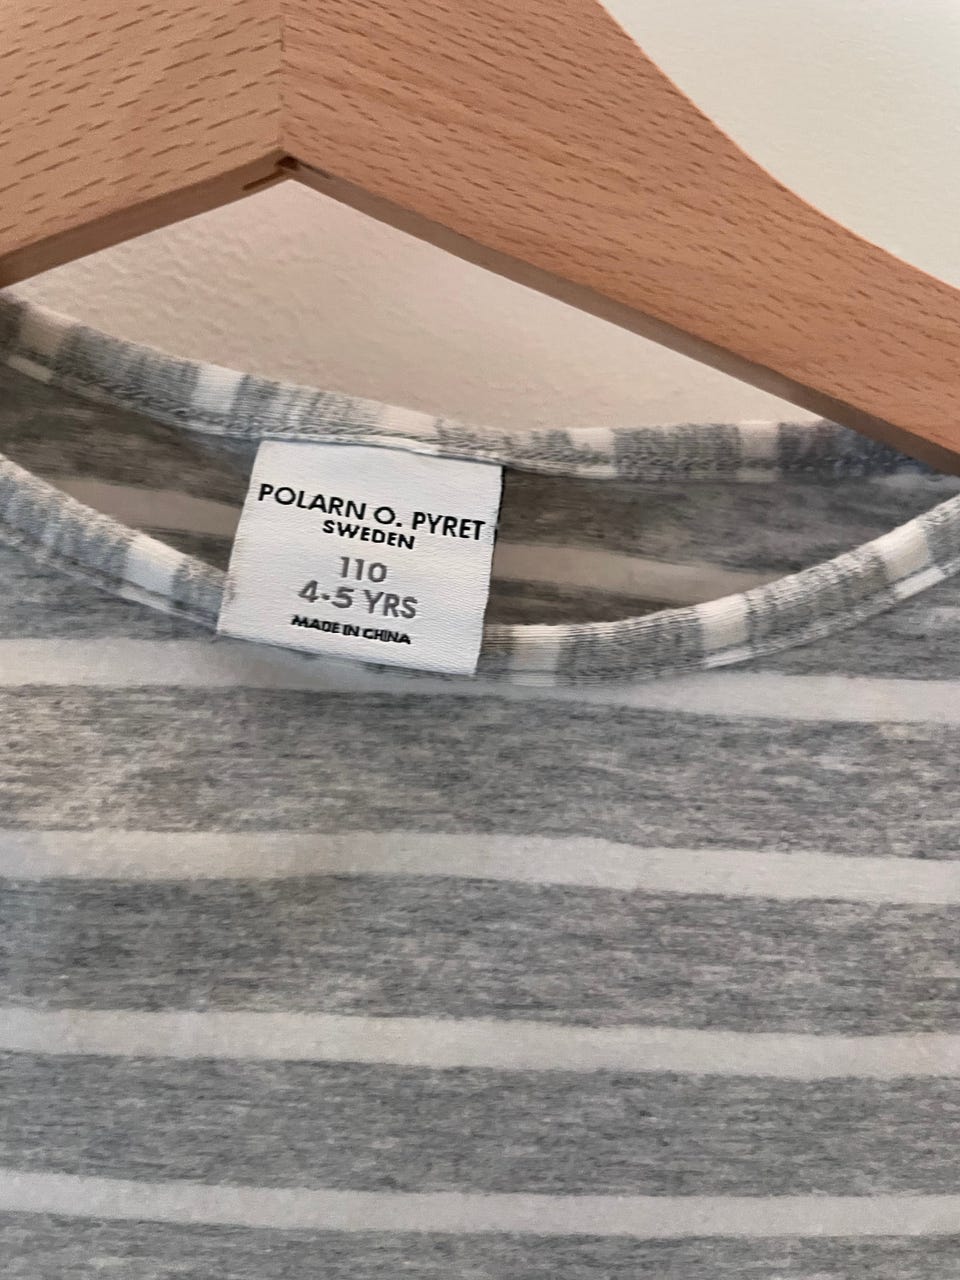 POLARN O. PYRET
SWEDEN
110
4-5 YRS
MADE IN CHINA